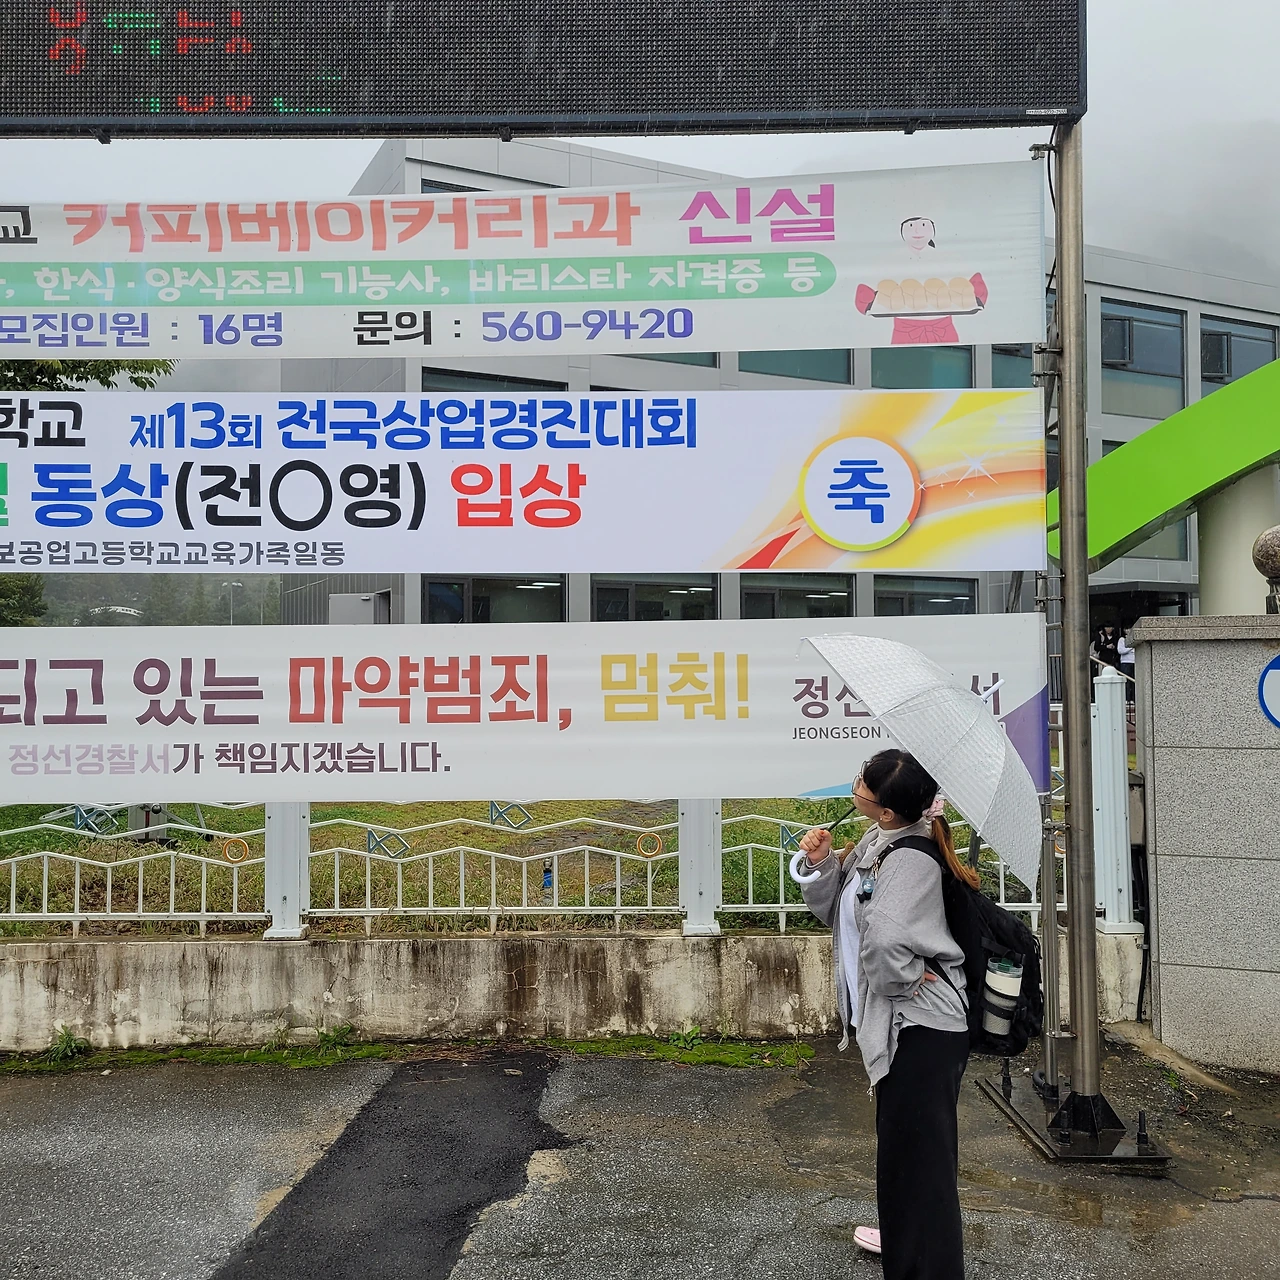 교 커피베이커리과 신설
, 한식·양식조리 기능사, 바리스타 자격증 등
모집인원 : 16명 문의 : 560-9420
학교 제13회 전국상업경진대회
동상(전○영) 입상
축
보공업고등학교교육가족일동
되고 있는 마약범죄, 멈춰!
정선
JEONGSEON
정선경찰서가 책임지겠습니다.